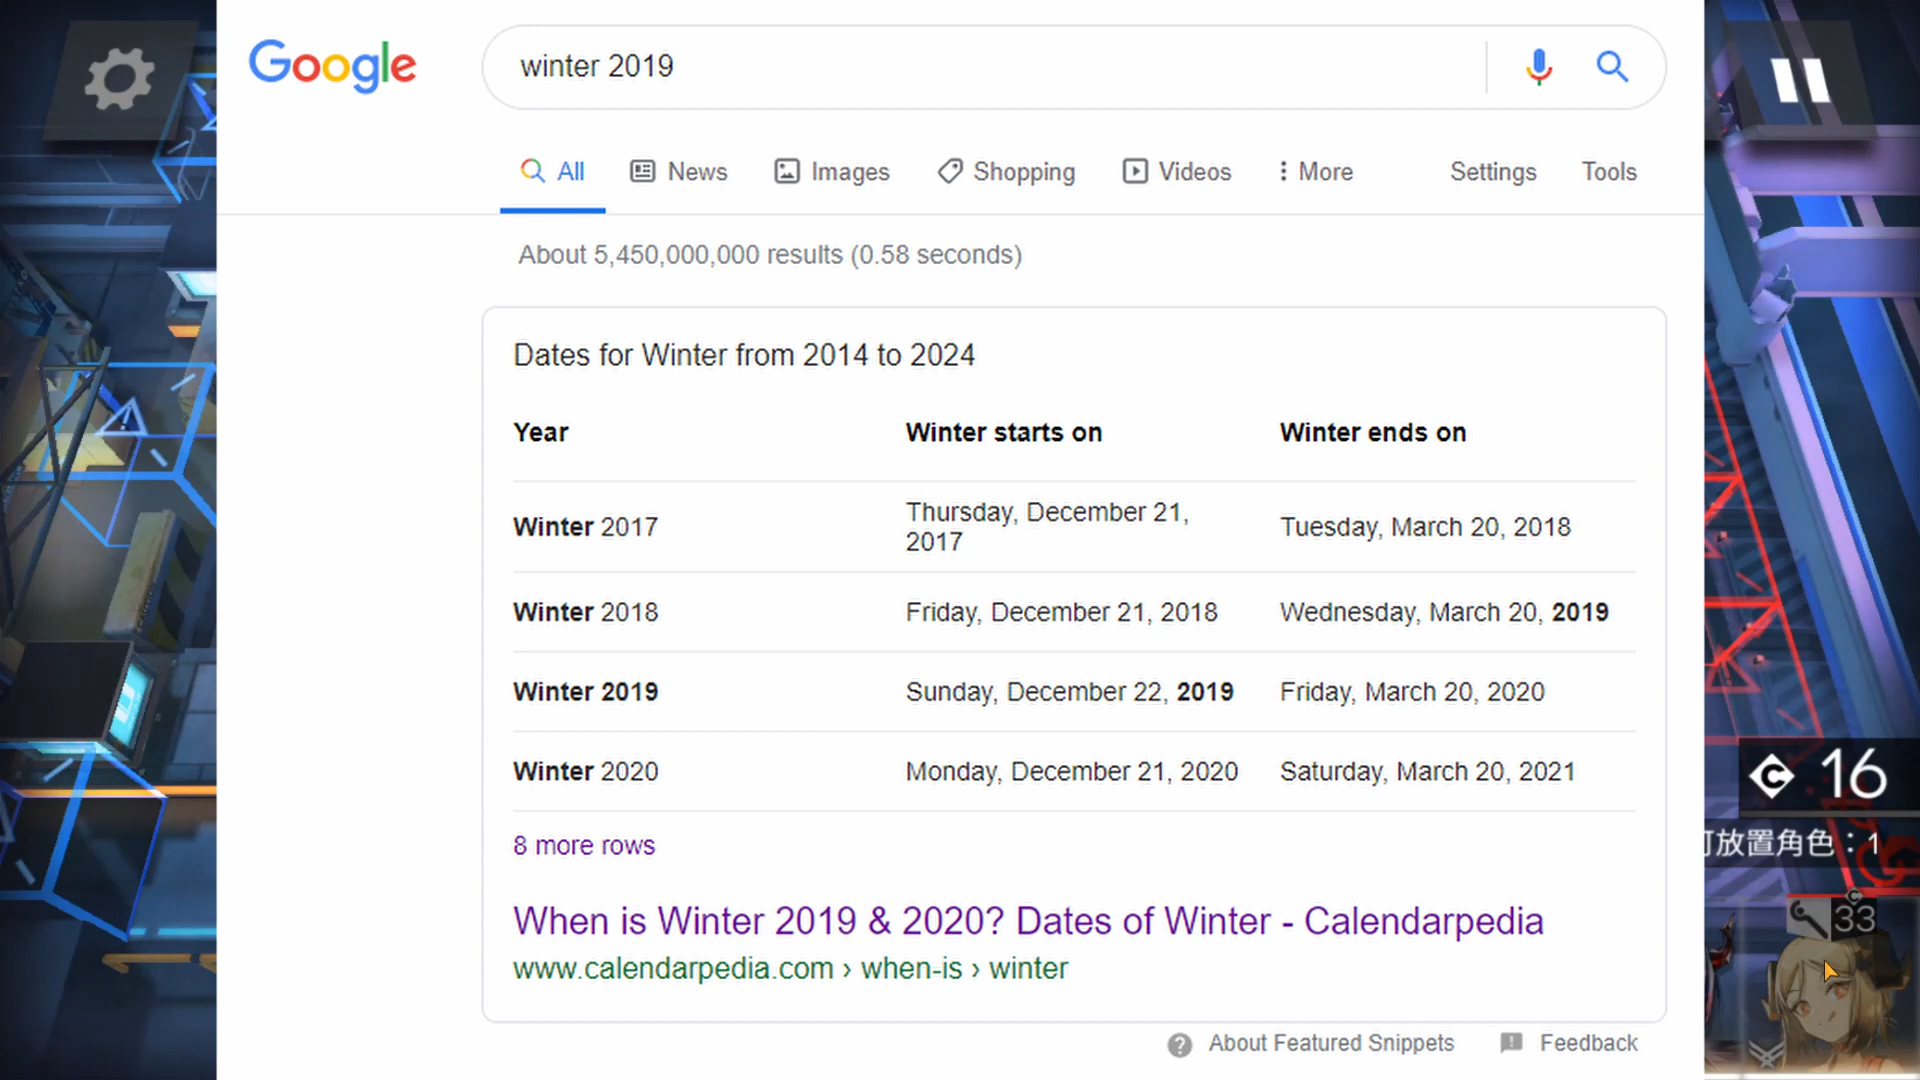 Google
winter 2019
All News Images Shopping Videos More Settings Tools
About 5,450,000,000 results (0.58 seconds)
Dates for Winter from 2014 to 2024
Year Winter starts on Winter ends on
Winter 2017 Thursday, December 21, 2017 Tuesday, March 20, 2018
Winter 2018 Friday, December 21, 2018 Wednesday, March 20, 2019
Winter 2019 Sunday, December 22, 2019 Friday, March 20, 2020
Winter 2020 Monday, December 21, 2020 Saturday, March 20, 2021
8 more rows
When is Winter 2019 & 2020? Dates of Winter - Calendarpedia
www.calendarpedia.com › when-is › winter
About Featured Snippets Feedback
16
放置角色：1
33